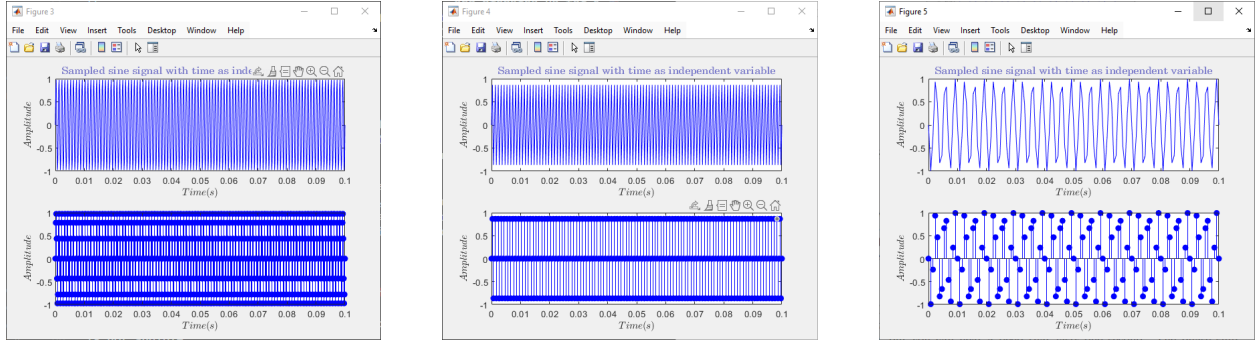 Figure 3
File Edit View Insert Tools Desktop Window Help
Sampled sine signal with time as inde
1
0.5
0
-0.5
-1
Amplitude
0 0.01 0.02 0.03 0.04 0.05 0.06 0.07 0.08 0.09 0.1
Time(s)
1
0.5
0
-0.5
-1
Amplitude
0 0.01 0.02 0.03 0.04 0.05 0.06 0.07 0.08 0.09 0.1
Time(s)
Figure 4
File Edit View Insert Tools Desktop Window Help
Sampled sine signal with time as independent variable
1
0.5
0
-0.5
-1
Amplitude
0 0.01 0.02 0.03 0.04 0.05 0.06 0.07 0.08 0.09 0.1
Time(s)
1
0.5
0
-0.5
-1
Amplitude
0 0.01 0.02 0.03 0.04 0.05 0.06 0.07 0.08 0.09 0.1
Time(s)
Figure 5
File Edit View Insert Tools Desktop Window Help
Sampled sine signal with time as independent variable
1
0.5
0
-0.5
-1
Amplitude
0 0.01 0.02 0.03 0.04 0.05 0.06 0.07 0.08 0.09 0.1
Time(s)
1
0.5
0
-0.5
-1
Amplitude
0 0.01 0.02 0.03 0.04 0.05 0.06 0.07 0.08 0.09 0.1
Time(s)